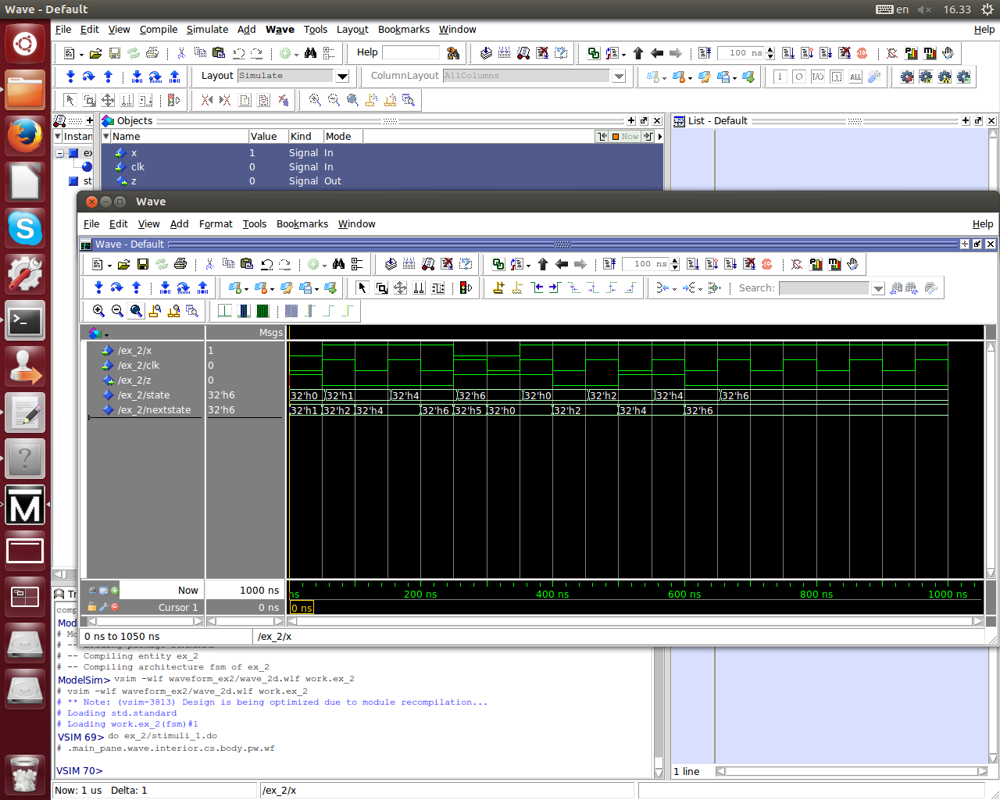 Wave - Default
en
16.33
File Edit View Compile Simulate Add Wave Tools Layout Bookmarks Window Help
Help
100 ns
Layout Simulate
ColumnLayout AllColumns
Instan
Objects
List - Default
Name Value Kind Mode
Now
x 1 Signal In
clk 0 Signal In
z 0 Signal Out
ex
st
Wave
File Edit View Add Format Tools Bookmarks Window Help
Wave - Default
100 ns
Search:
Msgs
/ex_2/x 1
/ex_2/clk 0
/ex_2/z 0
/ex_2/state 32'h6 32'h0 32'h1 32'h4 32'h6 32'h0 32'h2 32'h4 32'h6
/ex_2/nextstate 32'h6 32'h1 32'h2 32'h4 32'h6 32'h5 32'h0 32'h2 32'h4 32'h6
Now 1000 ns ns 200 ns 400 ns 600 ns 800 ns 1000 ns
Cursor 1 0 ns 0 ns
0 ns to 1050 ns /ex_2/x
Tr
comp
Mod
# Mo
# -- Compiling entity ex_2
# -- Compiling architecture fsm of ex_2
ModelSim> vsim -wlf waveform_ex2/wave_2d.wlf work.ex_2
# vsim -wlf waveform_ex2/wave_2d.wlf work.ex_2
# ** Note: (vsim-3813) Design is being optimized due to module recompilation...
# Loading std.standard
# Loading work.ex_2(fsm)#1
VSIM 69> do ex_2/stimuli_1.do
# .main_pane.wave.interior.cs.body.pw.wf
VSIM 70>
1 line
Now: 1 us Delta: 1 /ex_2/x